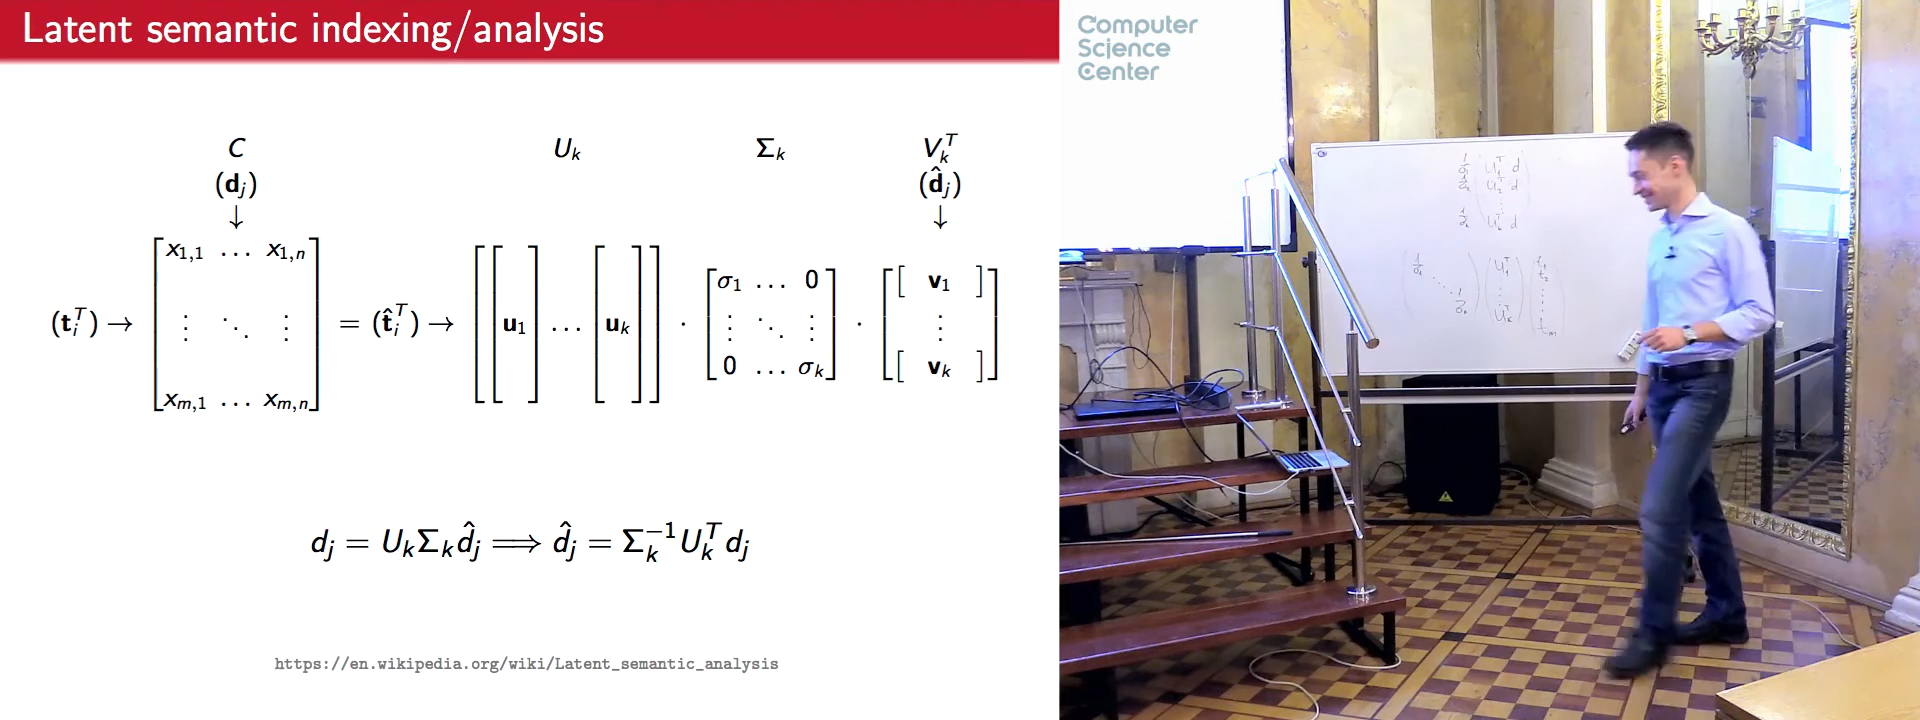 Latent semantic indexing/analysis
C U_k Σ_k V_k^T
(d_j) (d̂_j)
↓ ↓
x_{1,1} … x_{1,n}
(t_i^T) → ⋮ ⋱ ⋮ = (t̂_i^T) → [[u_1] … [u_k]] · [σ_1 … 0 ⋮ ⋱ ⋮ 0 … σ_k] · [[v_1] ⋮ [v_k]]
x_{m,1} … x_{m,n}
d_j = U_k Σ_k d̂_j ⟹ d̂_j = Σ_k^{-1} U_k^T d_j
https://en.wikipedia.org/wiki/Latent_semantic_analysis
Computer
Science
Center